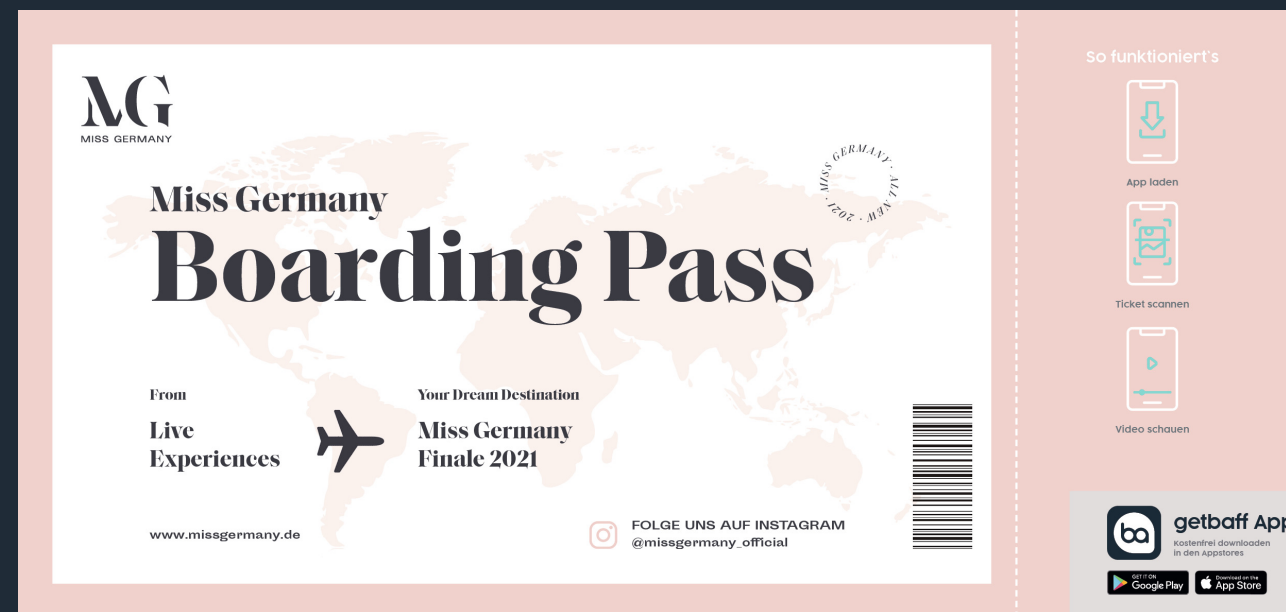 MG
MISS GERMANY
MISS GERMANY · ALL NEW · 2021 ·
Miss Germany
Boarding Pass
From
Live
Experiences
Your Dream Destination
Miss Germany
Finale 2021
www.missgermany.de
FOLGE UNS AUF INSTAGRAM
@missgermany_official
So funktioniert's
App laden
Ticket scannen
Video schauen
ba
getbaff App
Kostenfrei downloaden
in den Appstores
GET IT ON
Google Play
Download on the
App Store